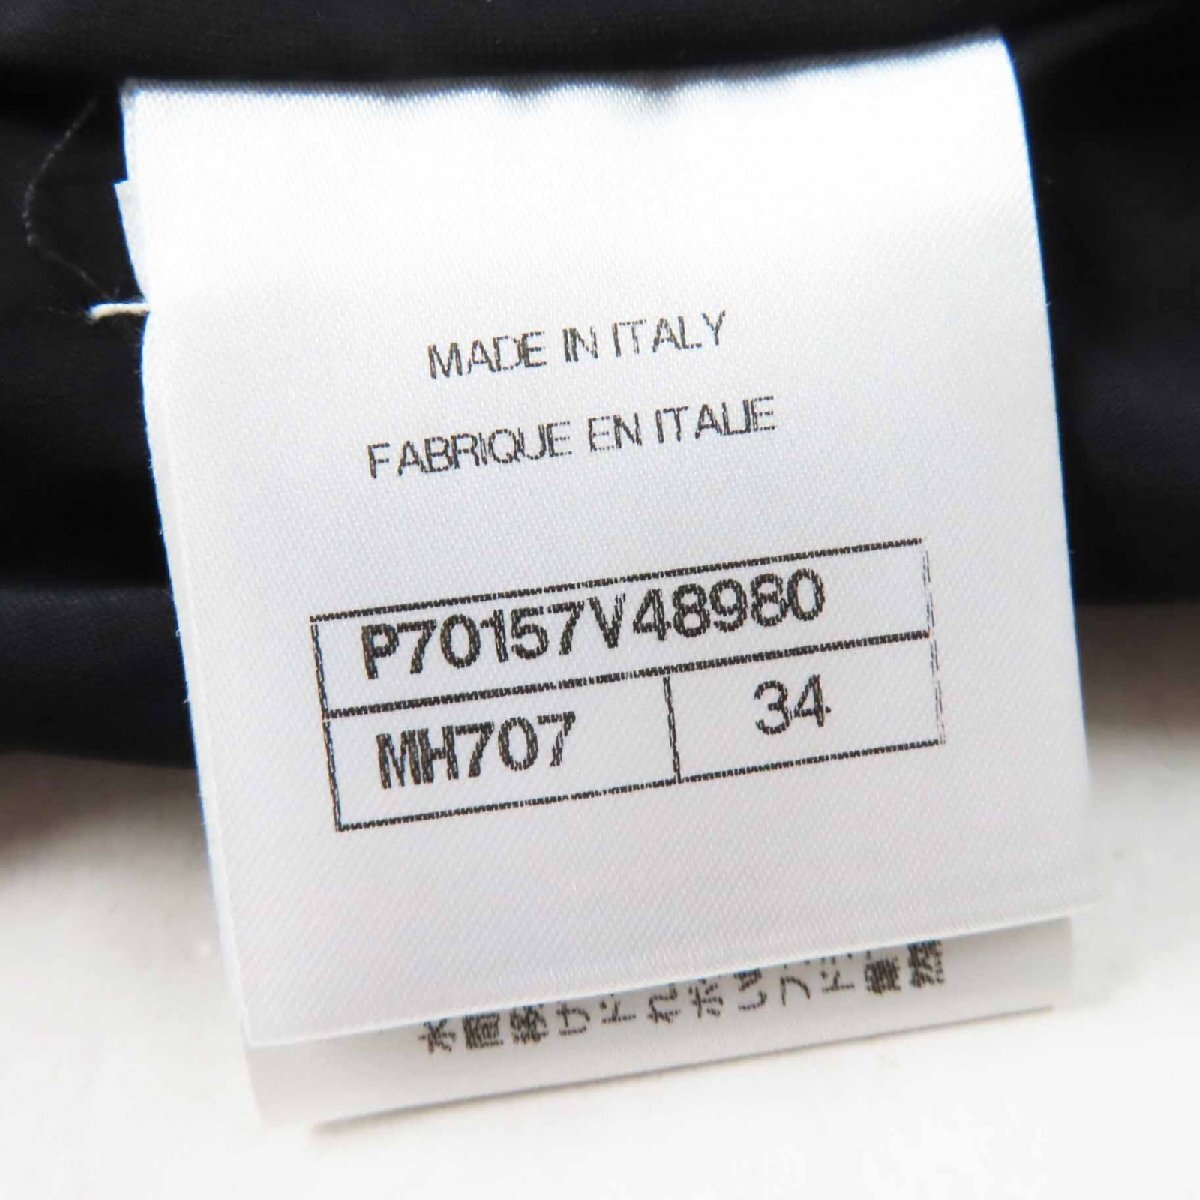 MADE IN ITALY
FABRIQUE EN ITALIE
P70157V48980
MH707 34